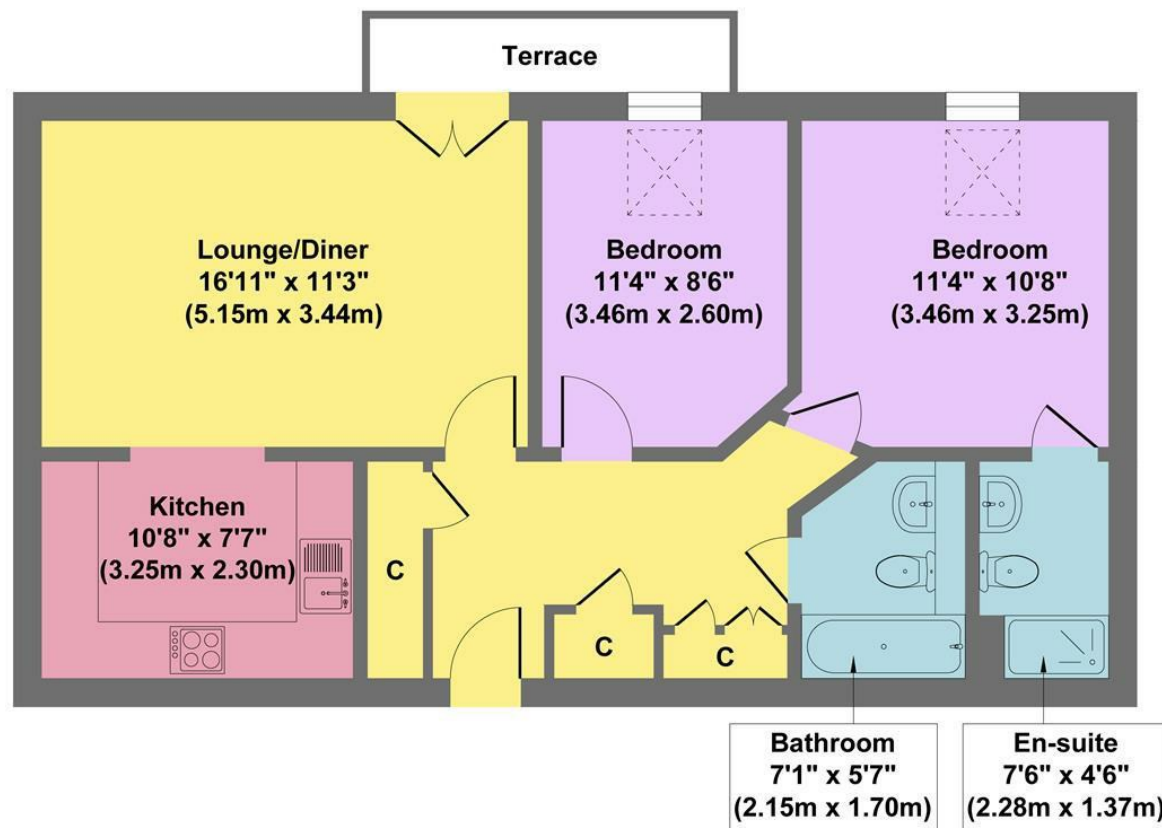 Terrace
Lounge/Diner
16'11" x 11'3"
(5.15m x 3.44m)
Bedroom
11'4" x 8'6"
(3.46m x 2.60m)
Bedroom
11'4" x 10'8"
(3.46m x 3.25m)
Kitchen
10'8" x 7'7"
(3.25m x 2.30m)
C
C
C
Bathroom
7'1" x 5'7"
(2.15m x 1.70m)
En-suite
7'6" x 4'6"
(2.28m x 1.37m)